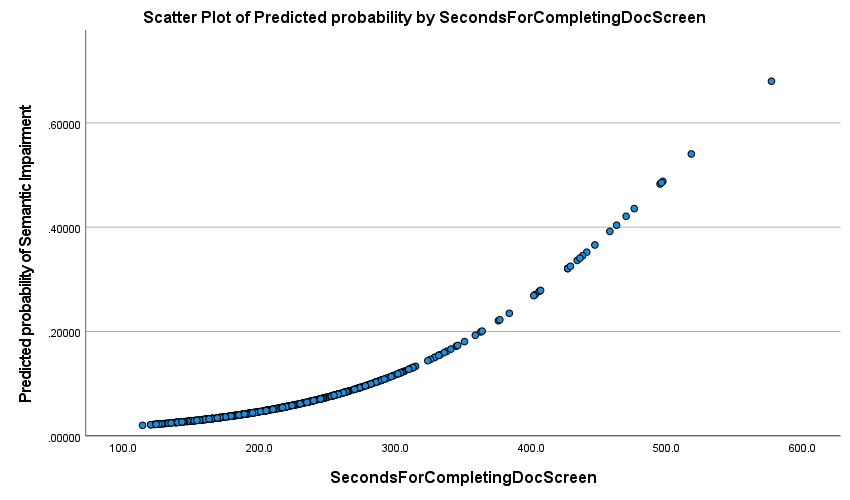 Scatter Plot of Predicted probability by SecondsForCompletingDocScreen
Predicted probability of Semantic Impairment
.60000
.40000
.20000
.00000
100.0 200.0 300.0 400.0 500.0 600.0
SecondsForCompletingDocScreen